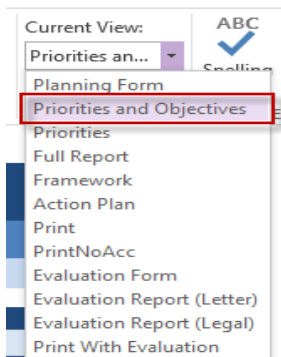 Current View:
ABC
Priorities an...
Spelling
Planning Form
Priorities and Objectives
Priorities
Full Report
Framework
Action Plan
Print
PrintNoAcc
Evaluation Form
Evaluation Report (Letter)
Evaluation Report (Legal)
Print With Evaluation